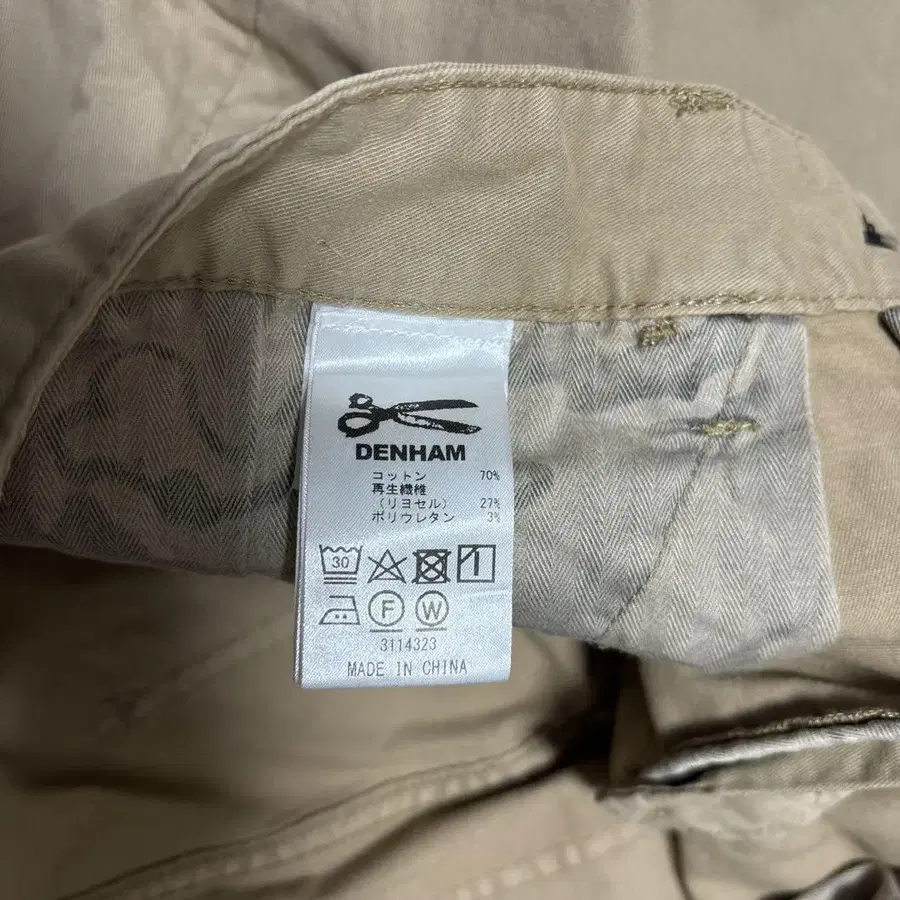 DENHAM
コットン 70%
再生繊維
(リヨセル) 27%
ポリウレタン 3%
30
F W
3114323
MADE IN CHINA